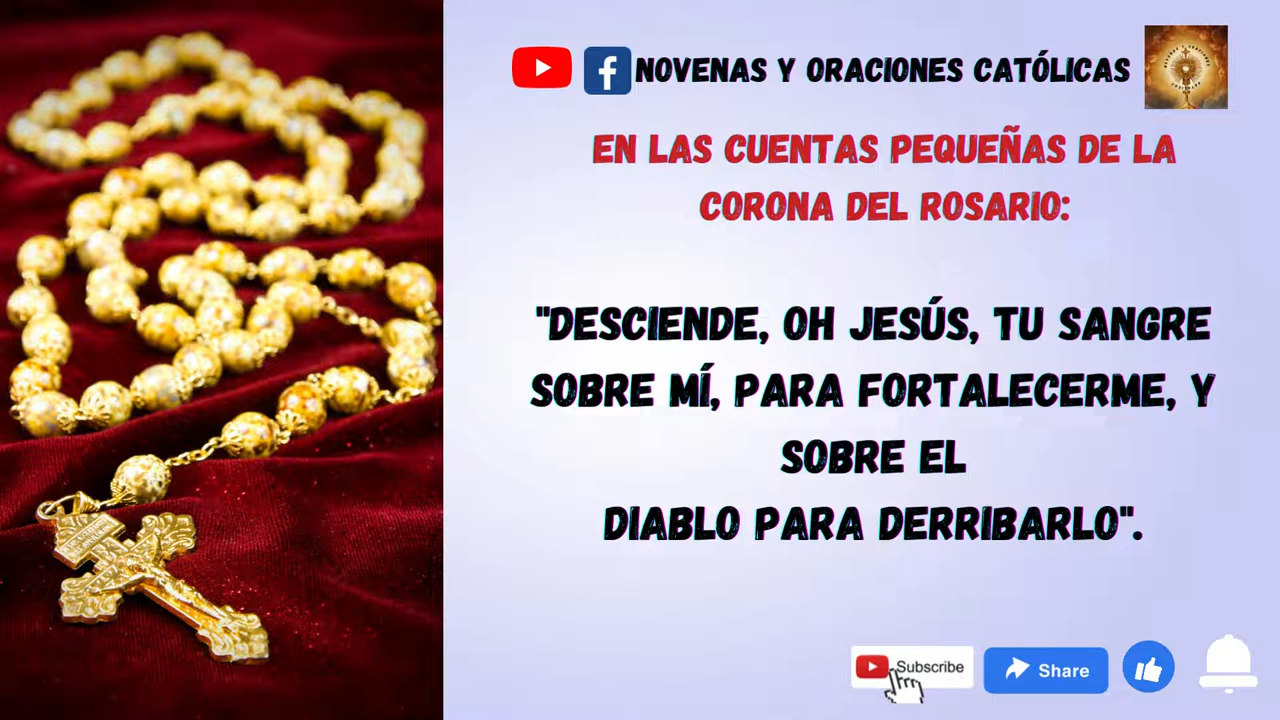 NOVENAS Y ORACIONES CATÓLICAS
EN LAS CUENTAS PEQUEÑAS DE LA
CORONA DEL ROSARIO:
"DESCIENDE, OH JESÚS, TU SANGRE
SOBRE MÍ, PARA FORTALECERME, Y
SOBRE EL
DIABLO PARA DERRIBARLO".
Subscribe
Share